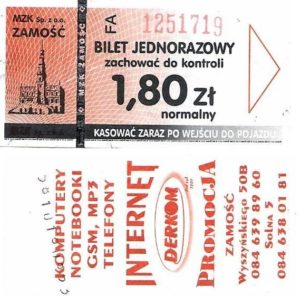 MZK Sp. z o.o.
ZAMOŚĆ
MZK ZAMOŚĆ
FA
1251719
BILET JEDNORAZOWY
zachować do kontroli
1,80 zł
normalny
KASOWAĆ ZARAZ PO WEJŚCIU DO POJAZDU
KOMPUTERY
NOTEBOOKI
GSM, MP3
TELEFONY
INTERNET
DERKOM
PROMOCJA
ZAMOŚĆ
Wyszyńskiego 50B
084 639 89 60
Solna 5
084 638 01 81